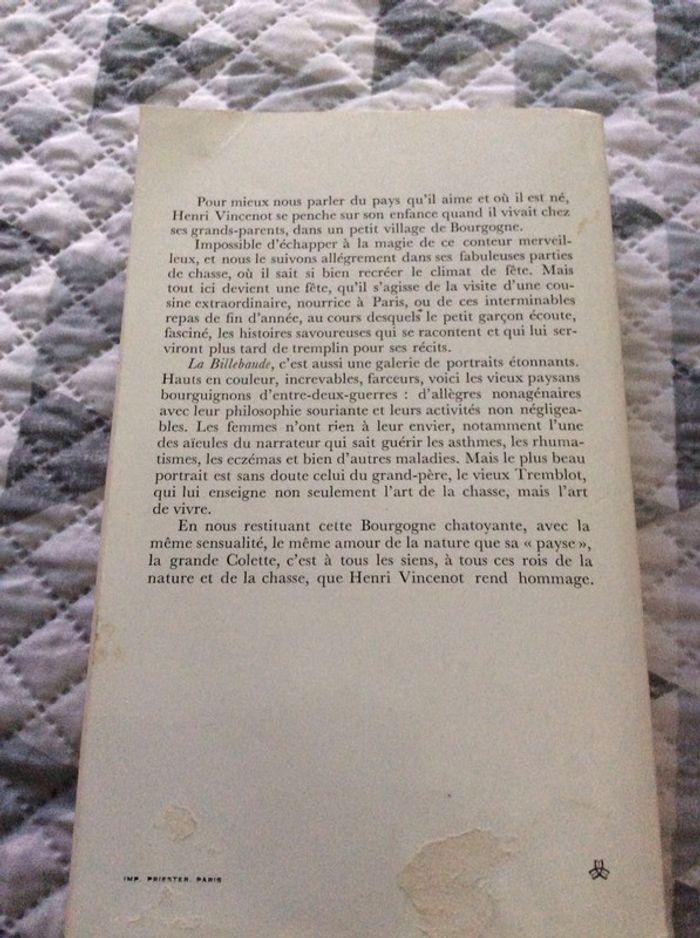 Pour mieux nous parler du pays qu'il aime et où il est né,
Henri Vincenot se penche sur son enfance quand il vivait chez
ses grands-parents, dans un petit village de Bourgogne.
Impossible d'échapper à la magie de ce conteur merveil-
leux, et nous le suivons allégrement dans ses fabuleuses parties
de chasse, où il sait si bien recréer le climat de fête. Mais
tout ici devient une fête, qu'il s'agisse de la visite d'une cou-
sine extraordinaire, nourrice à Paris, ou de ces interminables
repas de fin d'année, au cours desquels le petit garçon écoute,
fasciné, les histoires savoureuses qui se racontent et qui lui ser-
viront plus tard de tremplin pour ses récits.
La Billebaude, c'est aussi une galerie de portraits étonnants.
Hauts en couleur, increvables, farceurs, voici les vieux paysans
bourguignons d'entre-deux-guerres : d'allègres nonagénaires
avec leur philosophie souriante et leurs activités non négligea-
bles. Les femmes n'ont rien à leur envier, notamment l'une
des aïeules du narrateur qui sait guérir les asthmes, les rhuma-
tismes, les eczémas et bien d'autres maladies. Mais le plus beau
portrait est sans doute celui du grand-père, le vieux Tremblot,
qui lui enseigne non seulement l'art de la chasse, mais l'art
de vivre.
En nous restituant cette Bourgogne chatoyante, avec la
même sensualité, le même amour de la nature que sa « payse »,
la grande Colette, c'est à tous les siens, à tous ces rois de la
nature et de la chasse, que Henri Vincenot rend hommage.
IMP. PRIESTER. PARIS